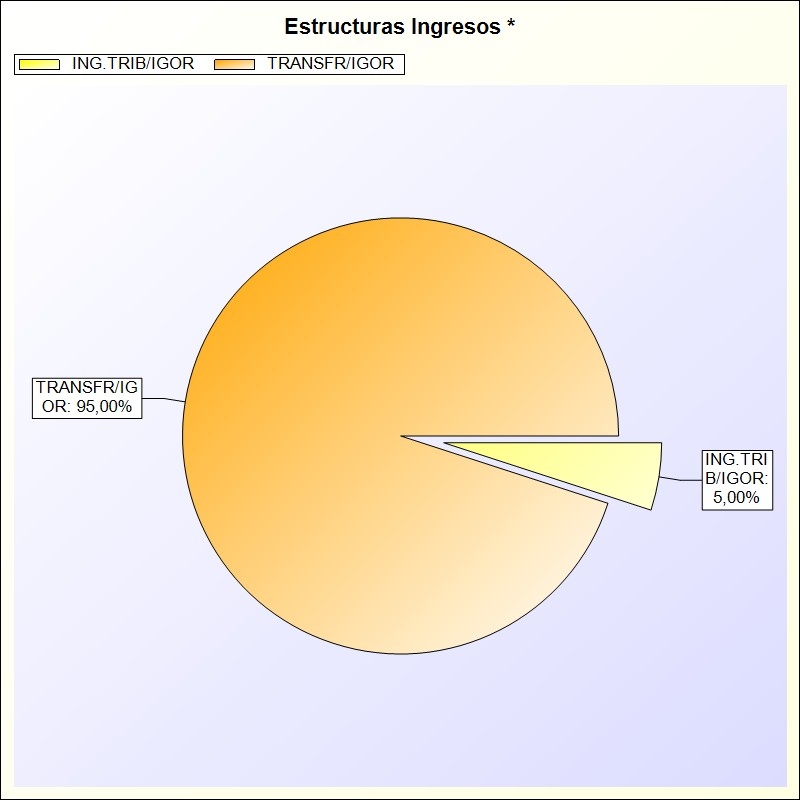 Estructuras Ingresos *
ING.TRIB/IGOR TRANSFR/IGOR
TRANSFR/IG
OR: 95,00%
ING.TRI
B/IGOR:
5,00%